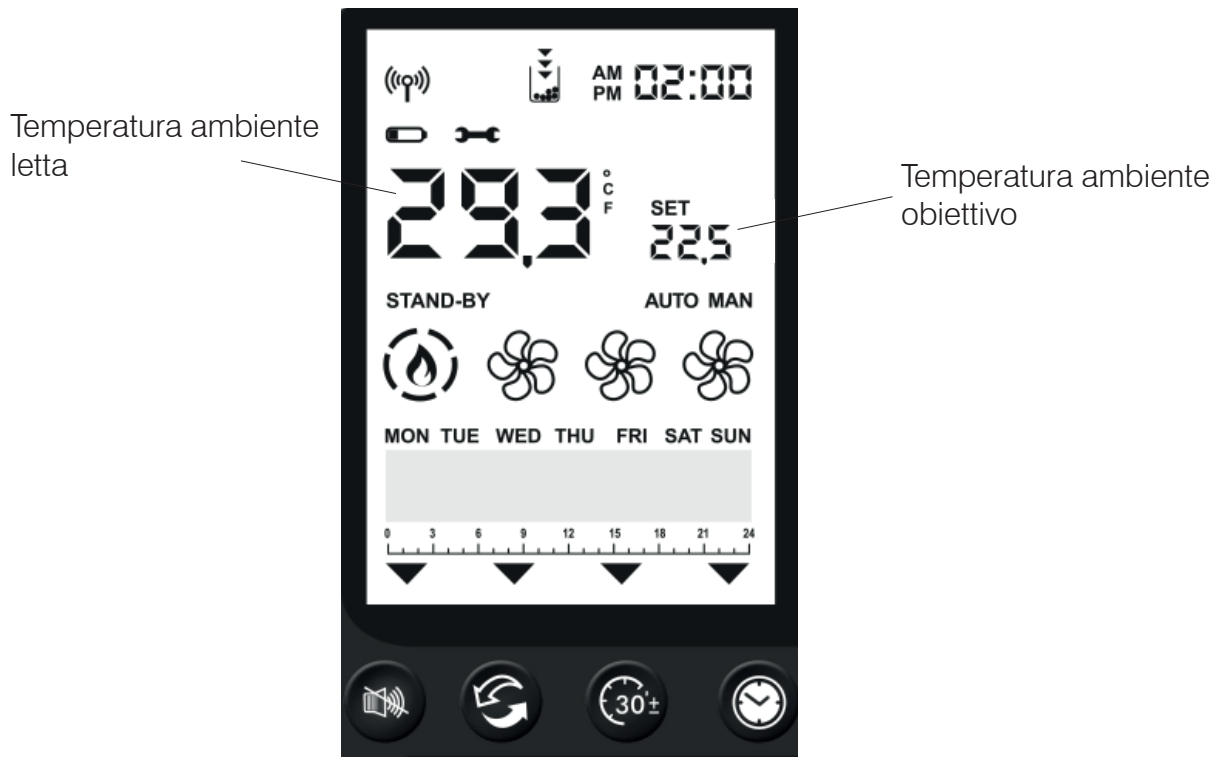 AM
PM
02:00
Temperatura ambiente
letta
29,3
°
C
F
SET
22,5
Temperatura ambiente
obiettivo
STAND-BY AUTO MAN
MON TUE WED THU FRI SAT SUN
0 3 6 9 12 15 18 21 24
30'±